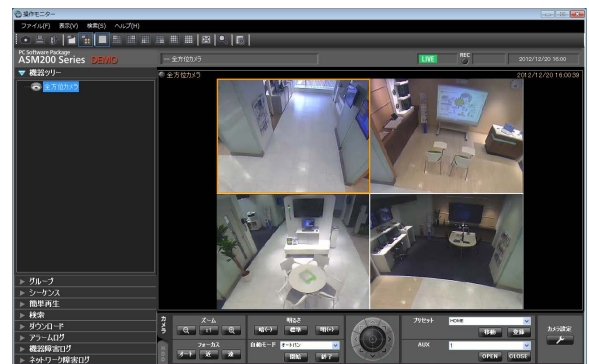 操作モニター
ファイル(F) 表示(V) 検索(S) ヘルプ(H)
PC Software Package
ASM200 Series DEMO
全方位カメラ
LIVE
REC
2012/12/20 16:00
機器ツリー
全方位カメラ
全方位カメラ
2012/12/20 16:00:39
グループ
シーケンス
簡単再生
検索
ダウンロード
アラームログ
機器障害ログ
ネットワーク障害ログ
カメラ
ズーム
x1
明るさ
暗(-)
標準
明(+)
フォーカス
オート
近
遠
自動モード
オートパン
開始
終了
プリセット
HOME
移動
登録
AUX
1
OPEN
CLOSE
カメラ設定